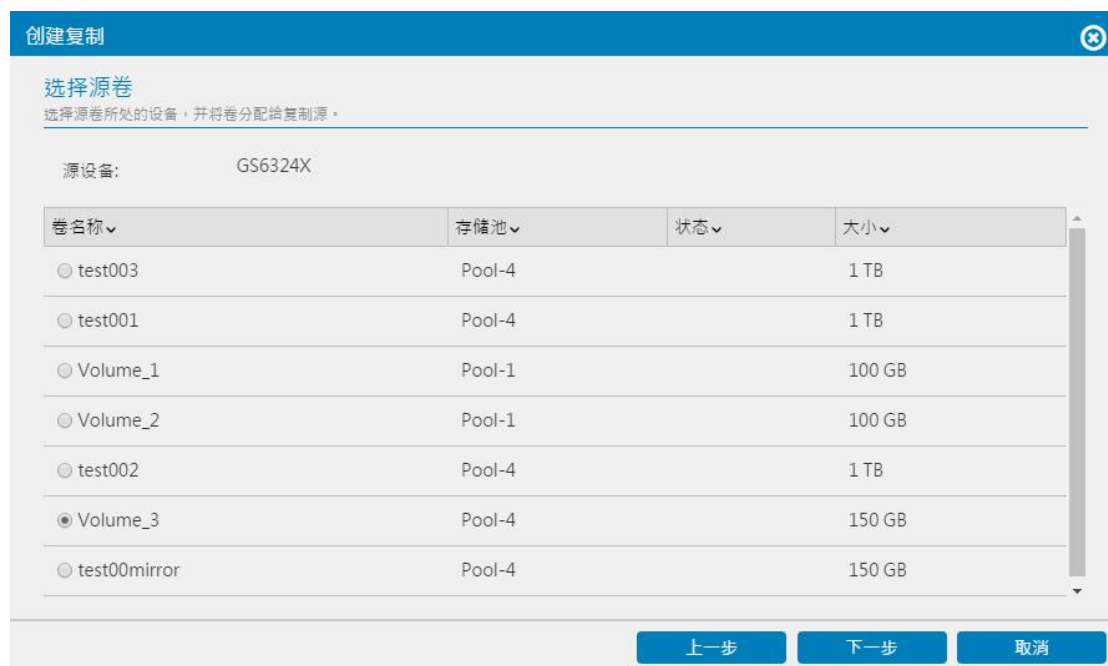 创建复制
选择源卷
选择源卷所处的设备，并将卷分配给复制源。
源设备: GS6324X
卷名称 存储池 状态 大小
test003 Pool-4 1 TB
test001 Pool-4 1 TB
Volume_1 Pool-1 100 GB
Volume_2 Pool-1 100 GB
test002 Pool-4 1 TB
Volume_3 Pool-4 150 GB
test00mirror Pool-4 150 GB
上一步 下一步 取消